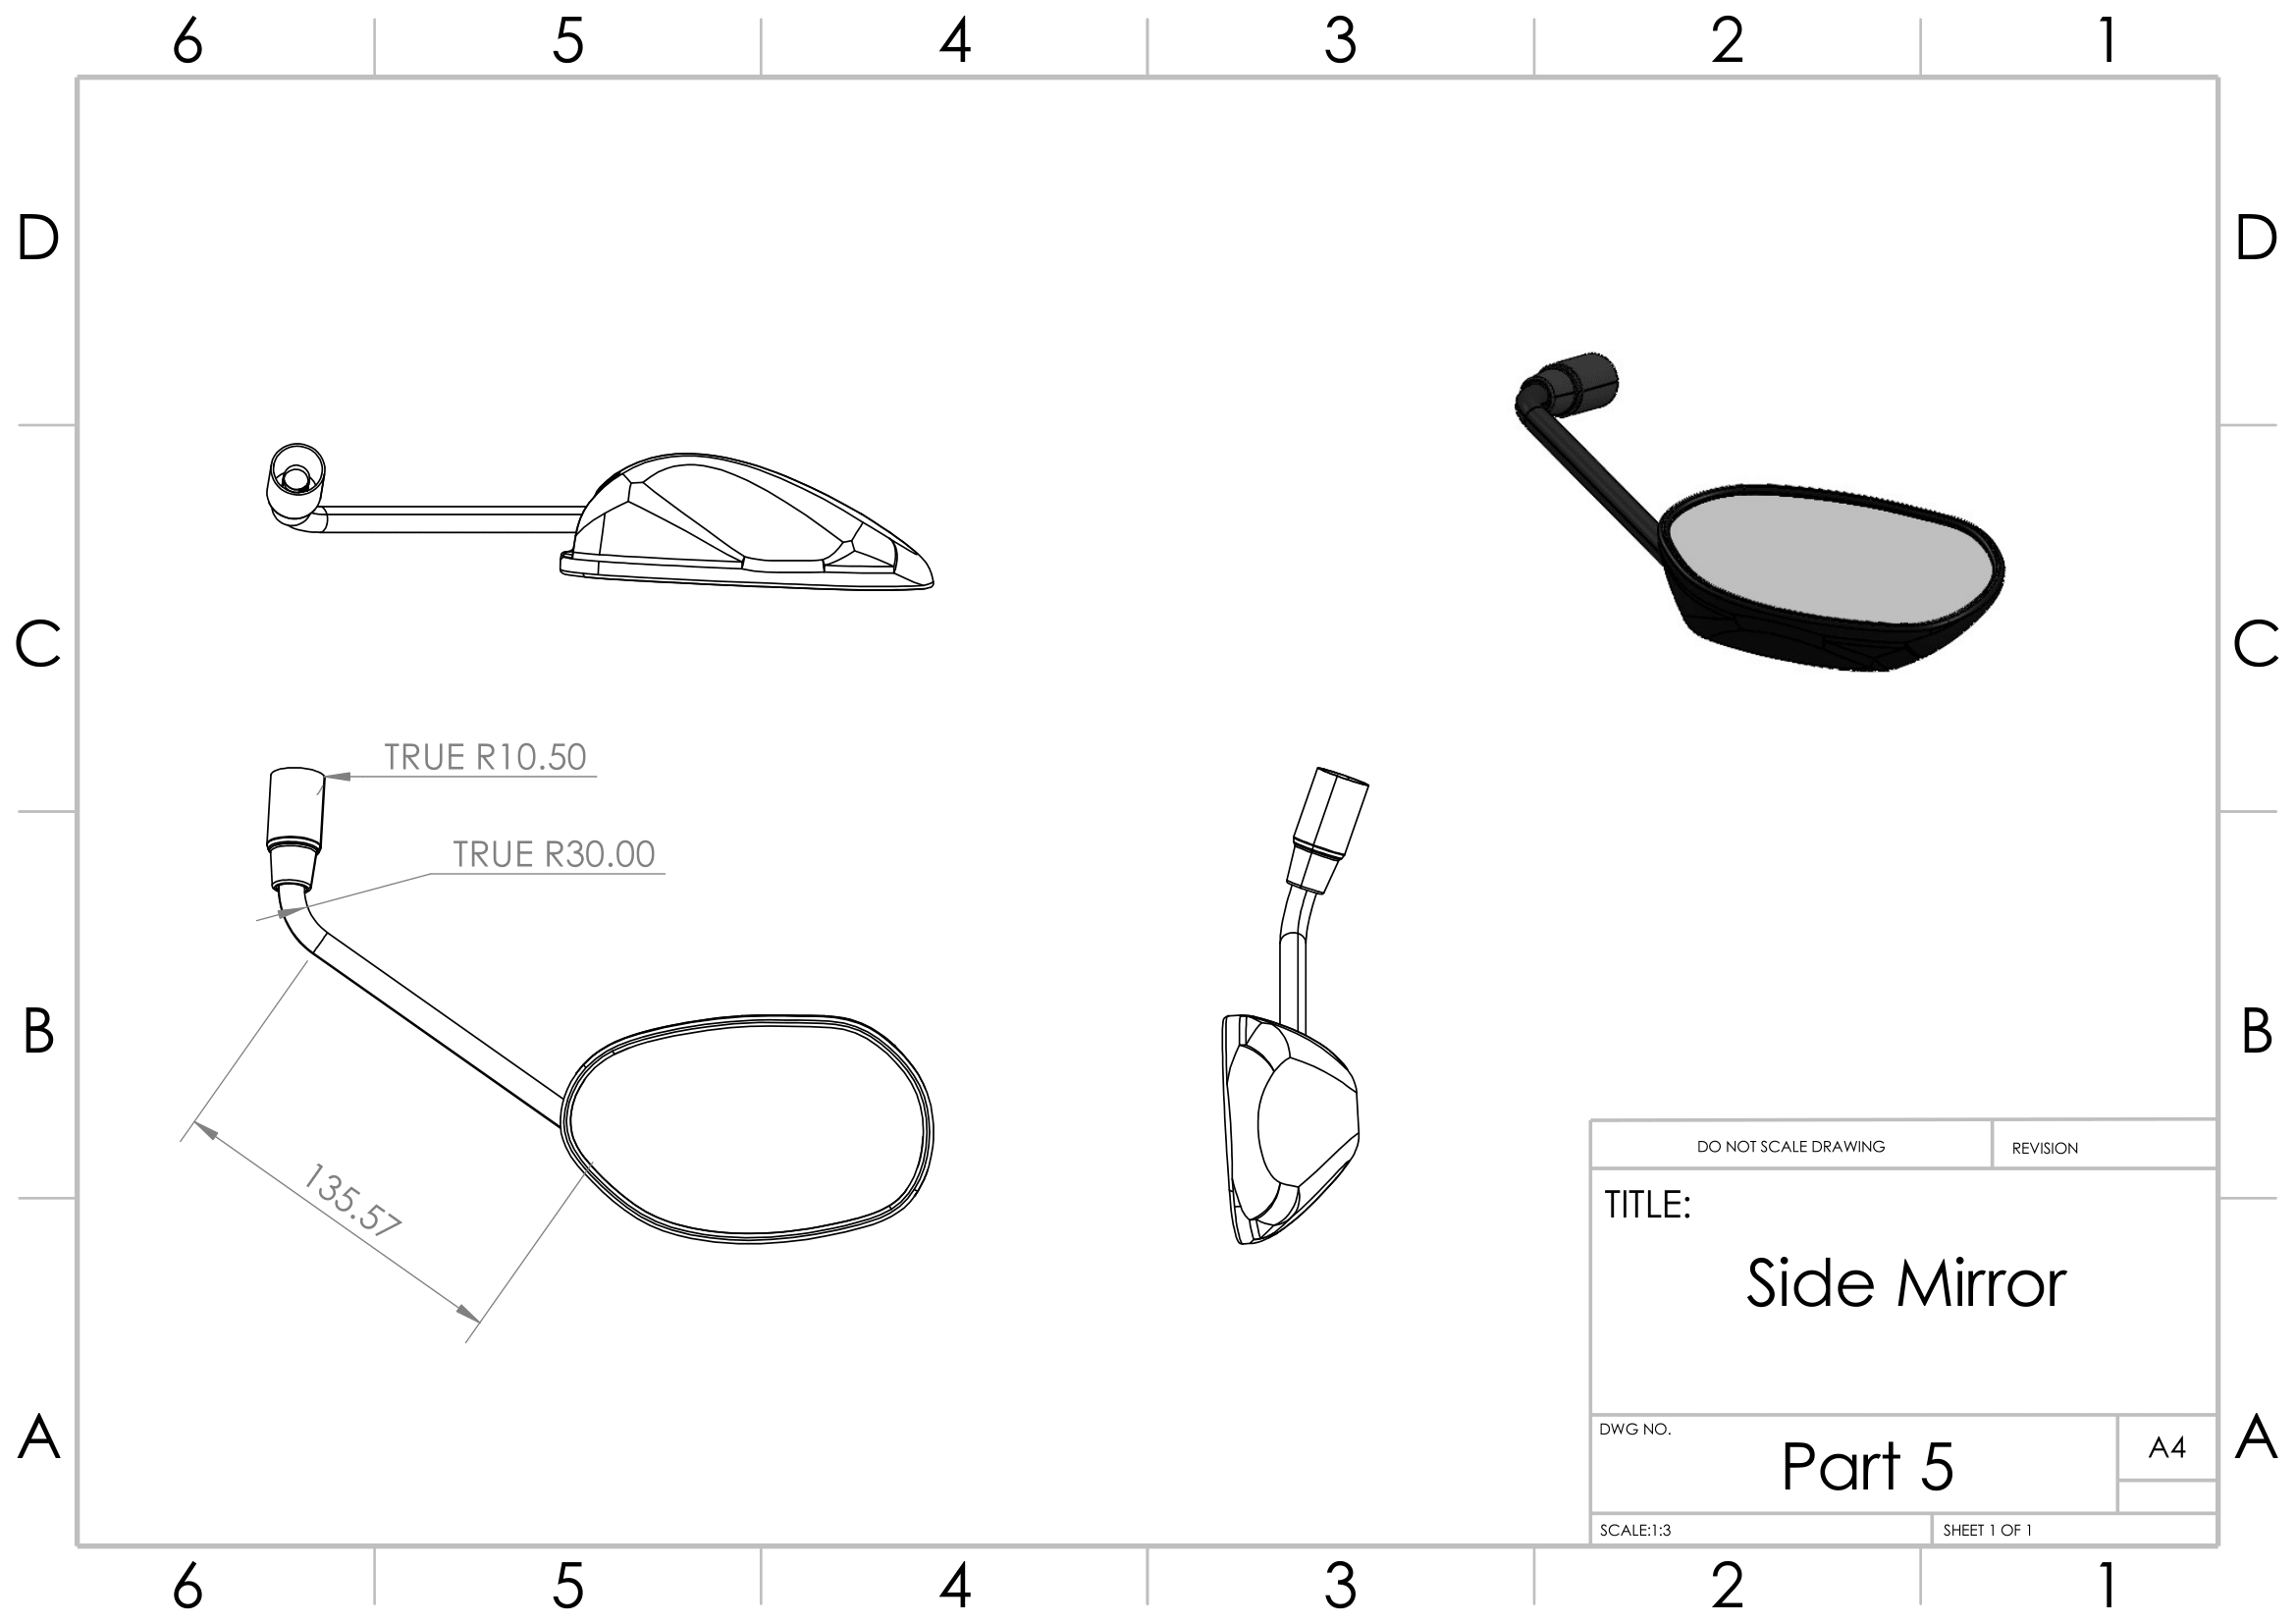 6 5 4 3 2 1
D D
C C
TRUE R10.50
TRUE R30.00
B B
135.57
DO NOT SCALE DRAWING REVISION
TITLE:
Side Mirror
A A
DWG NO.
Part 5
A4
SCALE:1:3 SHEET 1 OF 1
6 5 4 3 2 1